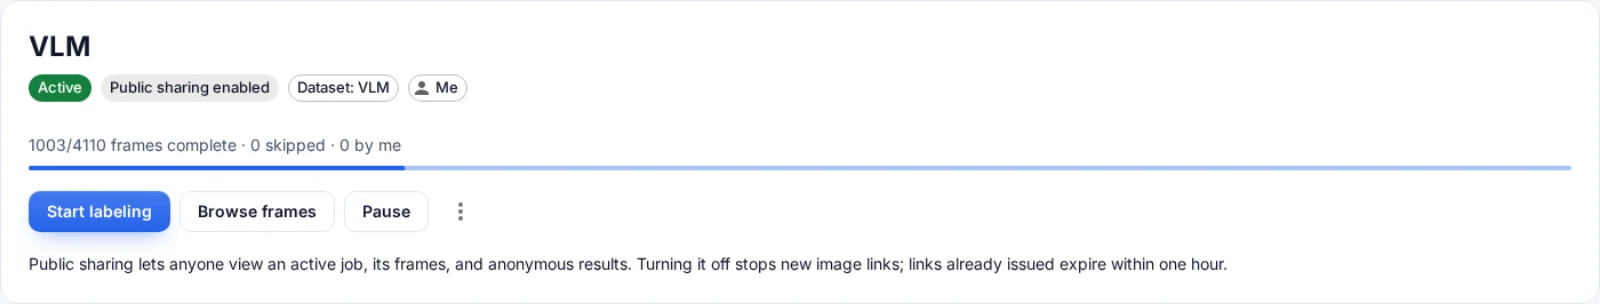 VLM
Active Public sharing enabled Dataset: VLM Me
1003/4110 frames complete · 0 skipped · 0 by me
Start labeling Browse frames Pause
Public sharing lets anyone view an active job, its frames, and anonymous results. Turning it off stops new image links; links already issued expire within one hour.